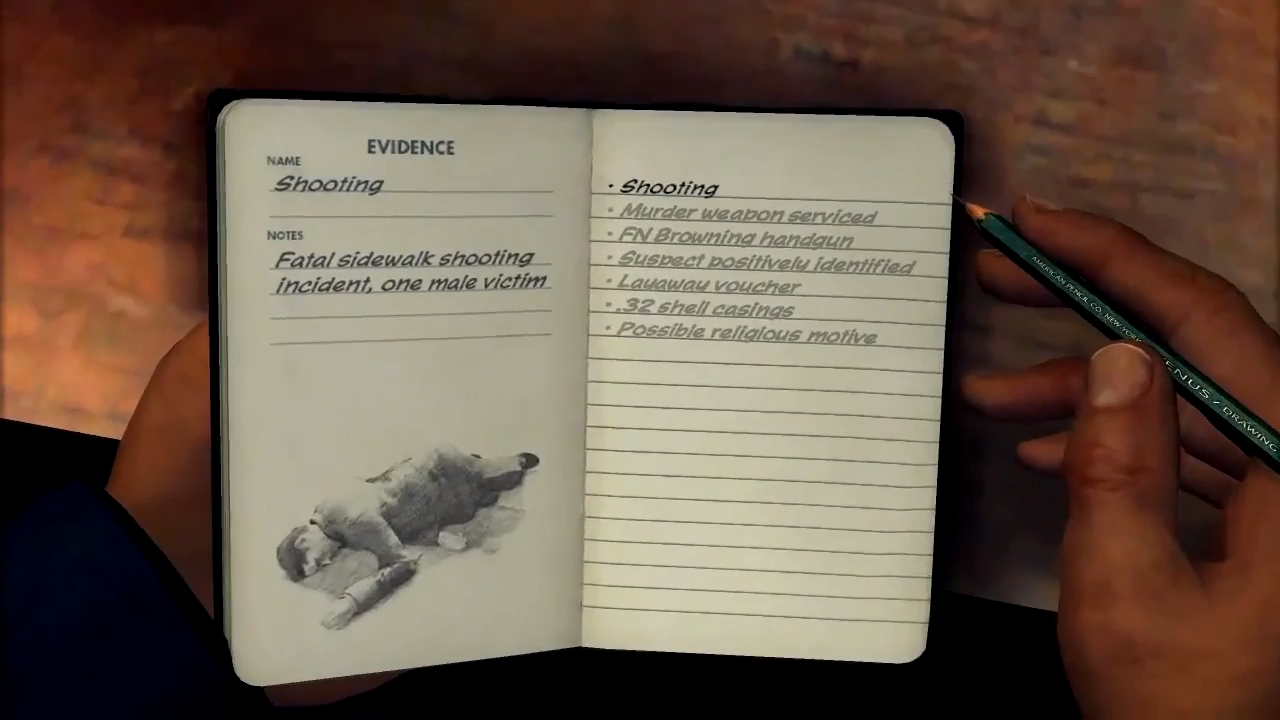 EVIDENCE
NAME
Shooting
NOTES
Fatal sidewalk shooting
incident, one male victim
• Shooting
• Murder weapon serviced
• FN Browning handgun
• Suspect positively identified
• Layaway voucher
• .32 shell casings
• Possible religious motive
AMERICAN PENCIL CO. NEW YORK VENUS / DRAWING